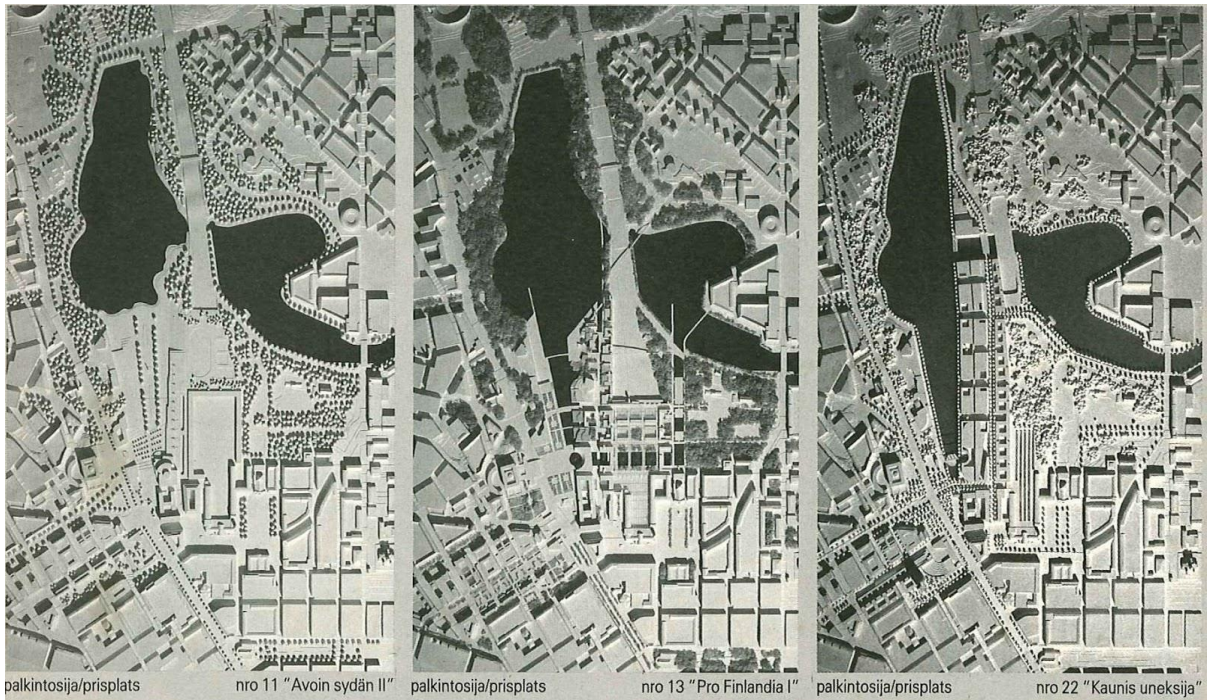 palkintosija/prisplats nro 11 "Avoin sydän II"
palkintosija/prisplats nro 13 "Pro Finlandia I"
palkintosija/prisplats nro 22 "Kaunis uneksija"